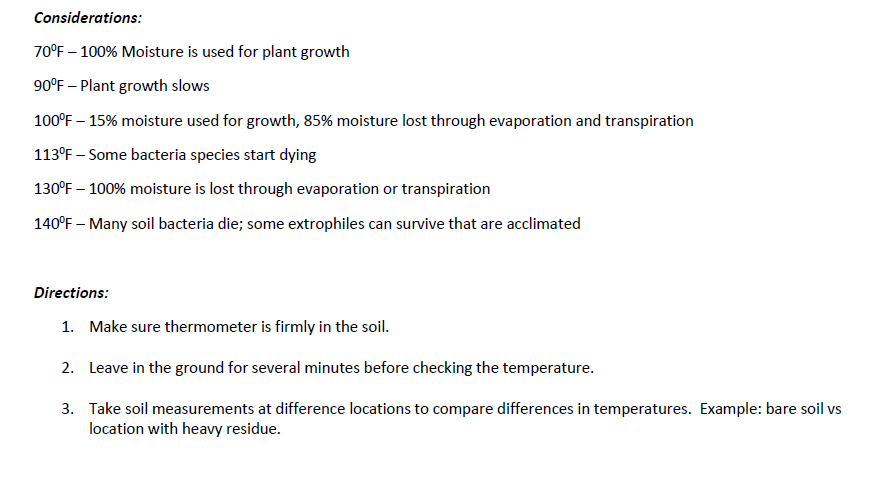 Considerations:
70⁰F – 100% Moisture is used for plant growth
90⁰F – Plant growth slows
100⁰F – 15% moisture used for growth, 85% moisture lost through evaporation and transpiration
113⁰F – Some bacteria species start dying
130⁰F – 100% moisture is lost through evaporation or transpiration
140⁰F – Many soil bacteria die; some extrophiles can survive that are acclimated
Directions:
1. Make sure thermometer is firmly in the soil.
2. Leave in the ground for several minutes before checking the temperature.
3. Take soil measurements at difference locations to compare differences in temperatures. Example: bare soil vs
location with heavy residue.